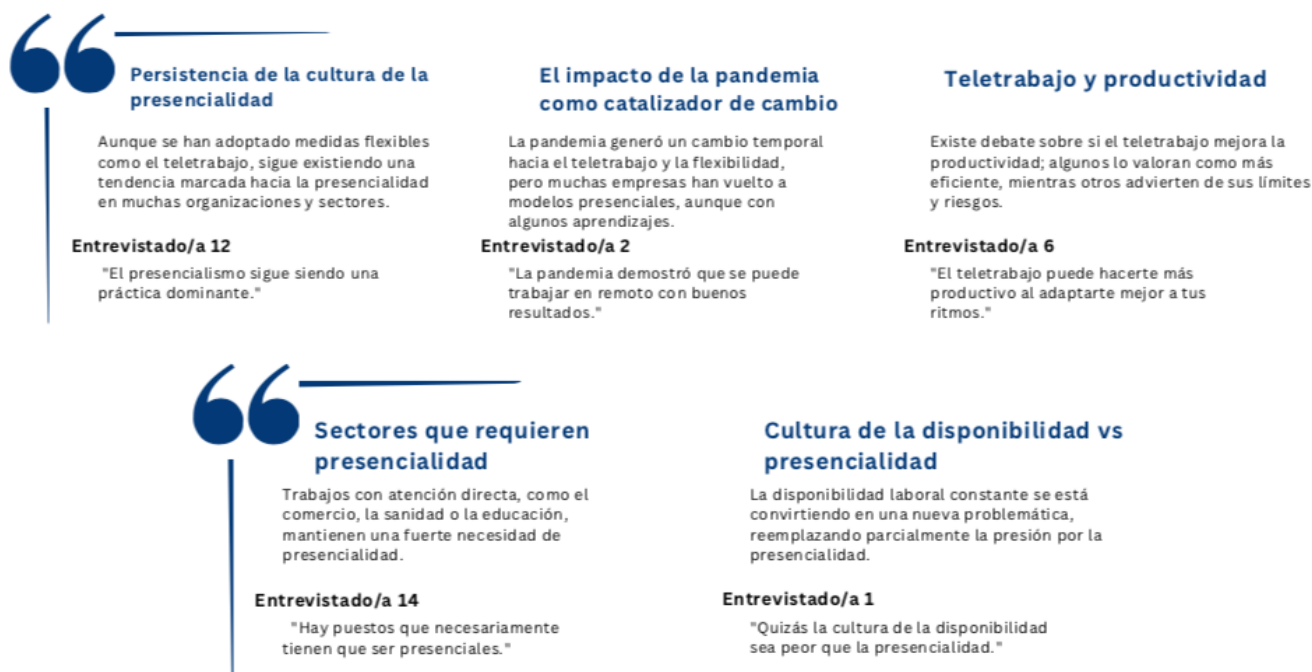 Persistencia de la cultura de la
presencialidad
Aunque se han adoptado medidas flexibles
como el teletrabajo, sigue existiendo una
tendencia marcada hacia la presencialidad
en muchas organizaciones y sectores.
Entrevistado/a 12
"El presencialismo sigue siendo una
práctica dominante."
El impacto de la pandemia
como catalizador de cambio
La pandemia generó un cambio temporal
hacia el teletrabajo y la flexibilidad,
pero muchas empresas han vuelto a
modelos presenciales, aunque con
algunos aprendizajes.
Entrevistado/a 2
"La pandemia demostró que se puede
trabajar en remoto con buenos
resultados."
Teletrabajo y productividad
Existe debate sobre si el teletrabajo mejora la
productividad; algunos lo valoran como más
eficiente, mientras otros advierten de sus límites
y riesgos.
Entrevistado/a 6
"El teletrabajo puede hacerte más
productivo al adaptarte mejor a tus
ritmos."
Sectores que requieren
presencialidad
Trabajos con atención directa, como el
comercio, la sanidad o la educación,
mantienen una fuerte necesidad de
presencialidad.
Entrevistado/a 14
"Hay puestos que necesariamente
tienen que ser presenciales."
Cultura de la disponibilidad vs
presencialidad
La disponibilidad laboral constante se está
convirtiendo en una nueva problemática,
reemplazando parcialmente la presión por la
presencialidad.
Entrevistado/a 1
"Quizás la cultura de la disponibilidad
sea peor que la presencialidad."